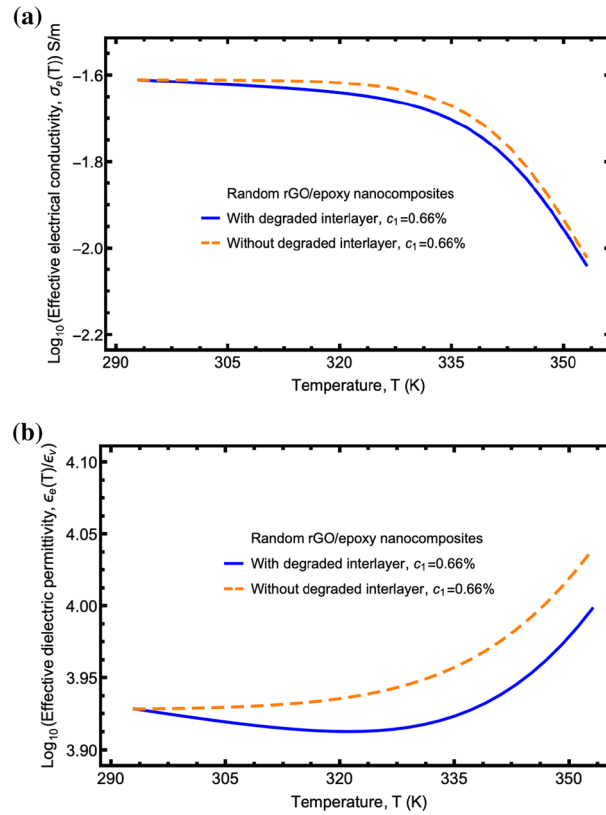 (a)
Log10(Effective electrical conductivity, σe(T)) S/m
−1.6
−1.8
−2.0
−2.2
Random rGO/epoxy nanocomposites
With degraded interlayer, c1=0.66%
Without degraded interlayer, c1=0.66%
290 305 320 335 350
Temperature, T (K)
(b)
Log10(Effective dielectric permittivity, ϵe(T)/ϵv)
4.10
4.05
4.00
3.95
3.90
Random rGO/epoxy nanocomposites
With degraded interlayer, c1=0.66%
Without degraded interlayer, c1=0.66%
290 305 320 335 350
Temperature, T (K)